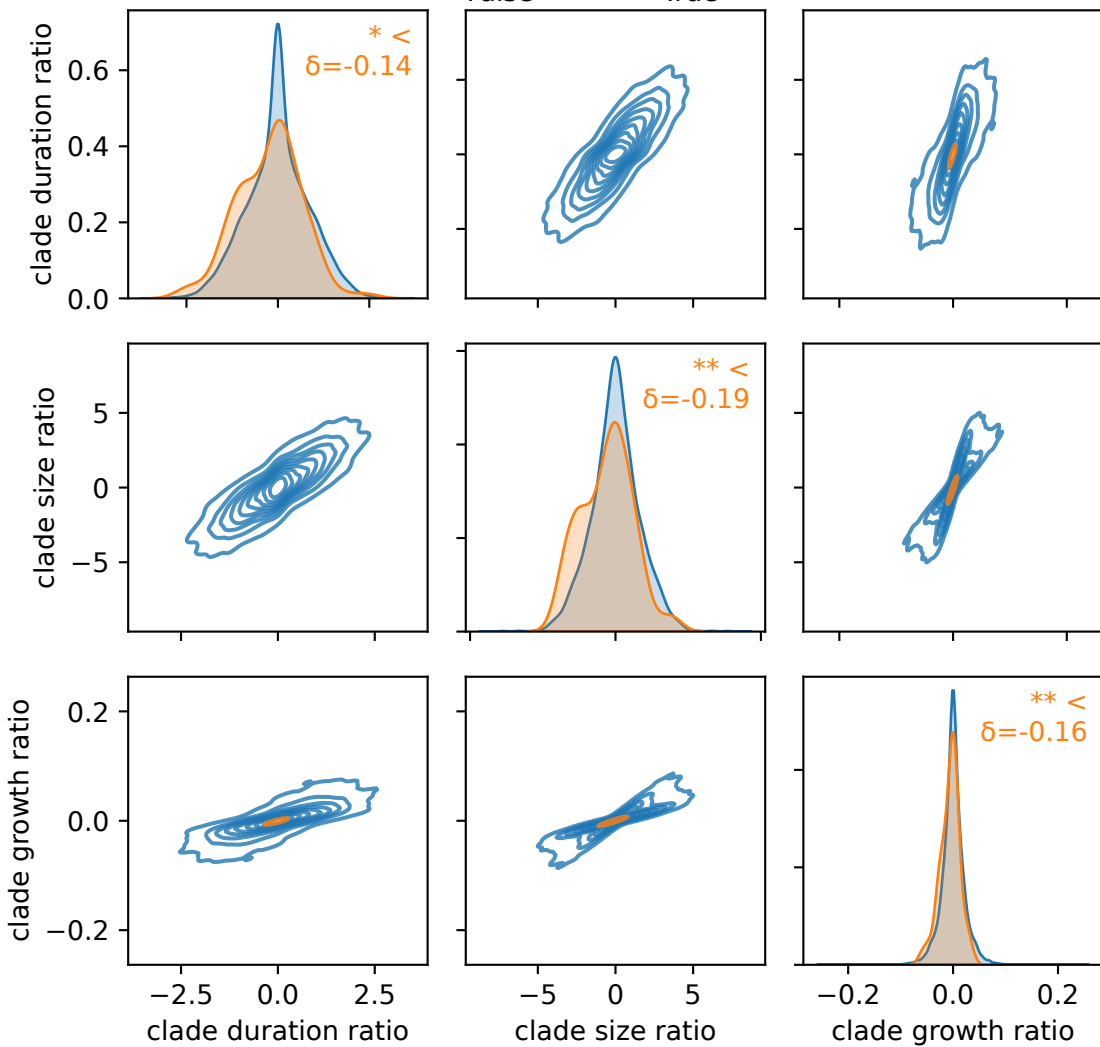 clade duration ratio
0.6
0.4
0.2
0.0
* <
δ=-0.14
clade size ratio
5
0
−5
** <
δ=-0.19
clade growth ratio
0.2
0.0
−0.2
** <
δ=-0.16
−2.5 0.0 2.5
−5 0 5
−0.2 0.0 0.2
clade duration ratio
clade size ratio
clade growth ratio